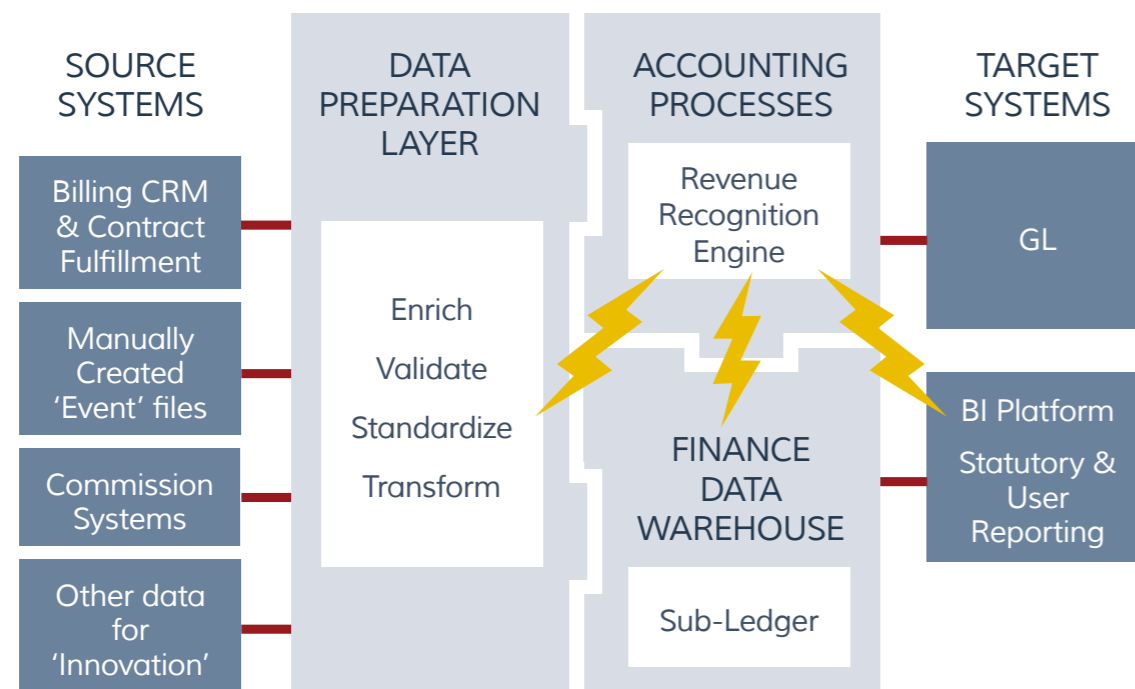 SOURCE
SYSTEMS
Billing CRM
& Contract
Fulfillment
Manually
Created
‘Event’ files
Commission
Systems
Other data
for
‘Innovation’
DATA
PREPARATION
LAYER
Enrich
Validate
Standardize
Transform
ACCOUNTING
PROCESSES
Revenue
Recognition
Engine
FINANCE
DATA
WAREHOUSE
Sub-Ledger
TARGET
SYSTEMS
GL
BI Platform
Statutory &
User
Reporting